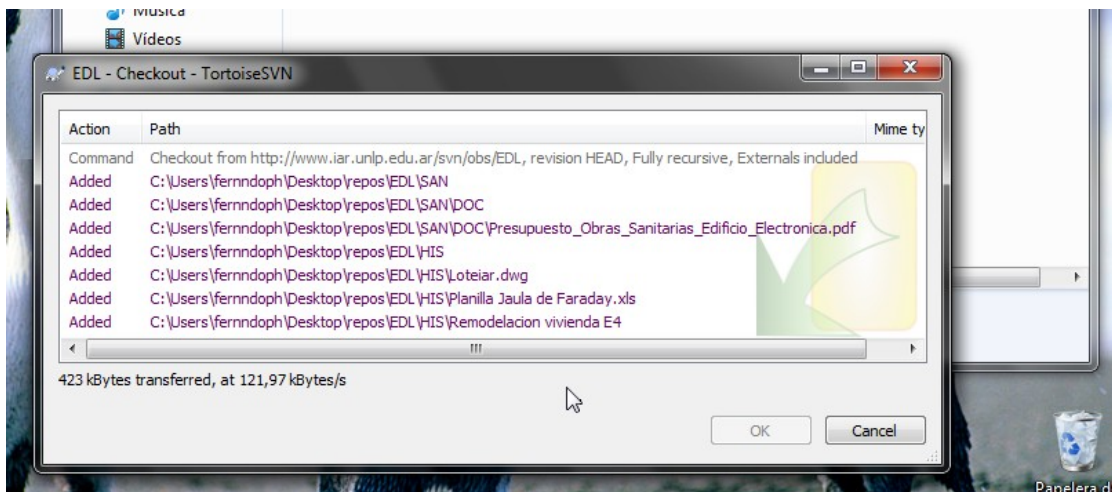 Música
Vídeos
EDL - Checkout - TortoiseSVN
Action Path Mime ty
Command Checkout from http://www.iar.unlp.edu.ar/svn/obs/EDL, revision HEAD, Fully recursive, Externals included
Added C:\Users\fernndoph\Desktop\repos\EDL\SAN
Added C:\Users\fernndoph\Desktop\repos\EDL\SAN\DOC
Added C:\Users\fernndoph\Desktop\repos\EDL\SAN\DOC\Presupuesto_Obras_Sanitarias_Edificio_Electronica.pdf
Added C:\Users\fernndoph\Desktop\repos\EDL\HIS
Added C:\Users\fernndoph\Desktop\repos\EDL\HIS\Loteiar.dwg
Added C:\Users\fernndoph\Desktop\repos\EDL\HIS\Planilla Jaula de Faraday.xls
Added C:\Users\fernndoph\Desktop\repos\EDL\HIS\Remodelacion vivienda E4
423 kBytes transferred, at 121,97 kBytes/s
OK Cancel
Papelera d